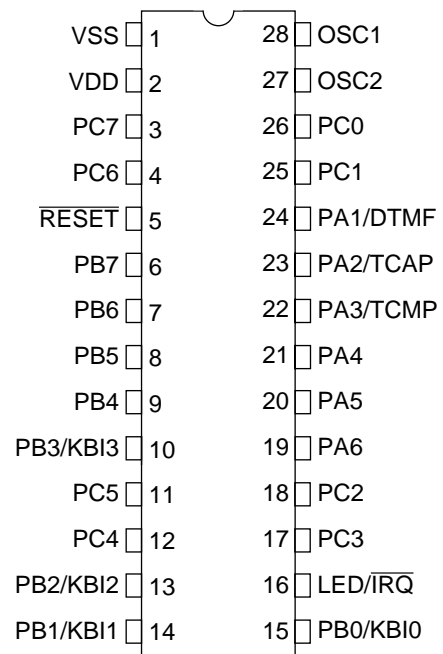 VSS 1 28 OSC1
VDD 2 27 OSC2
PC7 3 26 PC0
PC6 4 25 PC1
R̅E̅S̅E̅T̅ 5 24 PA1/DTMF
PB7 6 23 PA2/TCAP
PB6 7 22 PA3/TCMP
PB5 8 21 PA4
PB4 9 20 PA5
PB3/KBI3 10 19 PA6
PC5 11 18 PC2
PC4 12 17 PC3
PB2/KBI2 13 16 LED/I̅R̅Q̅
PB1/KBI1 14 15 PB0/KBI0